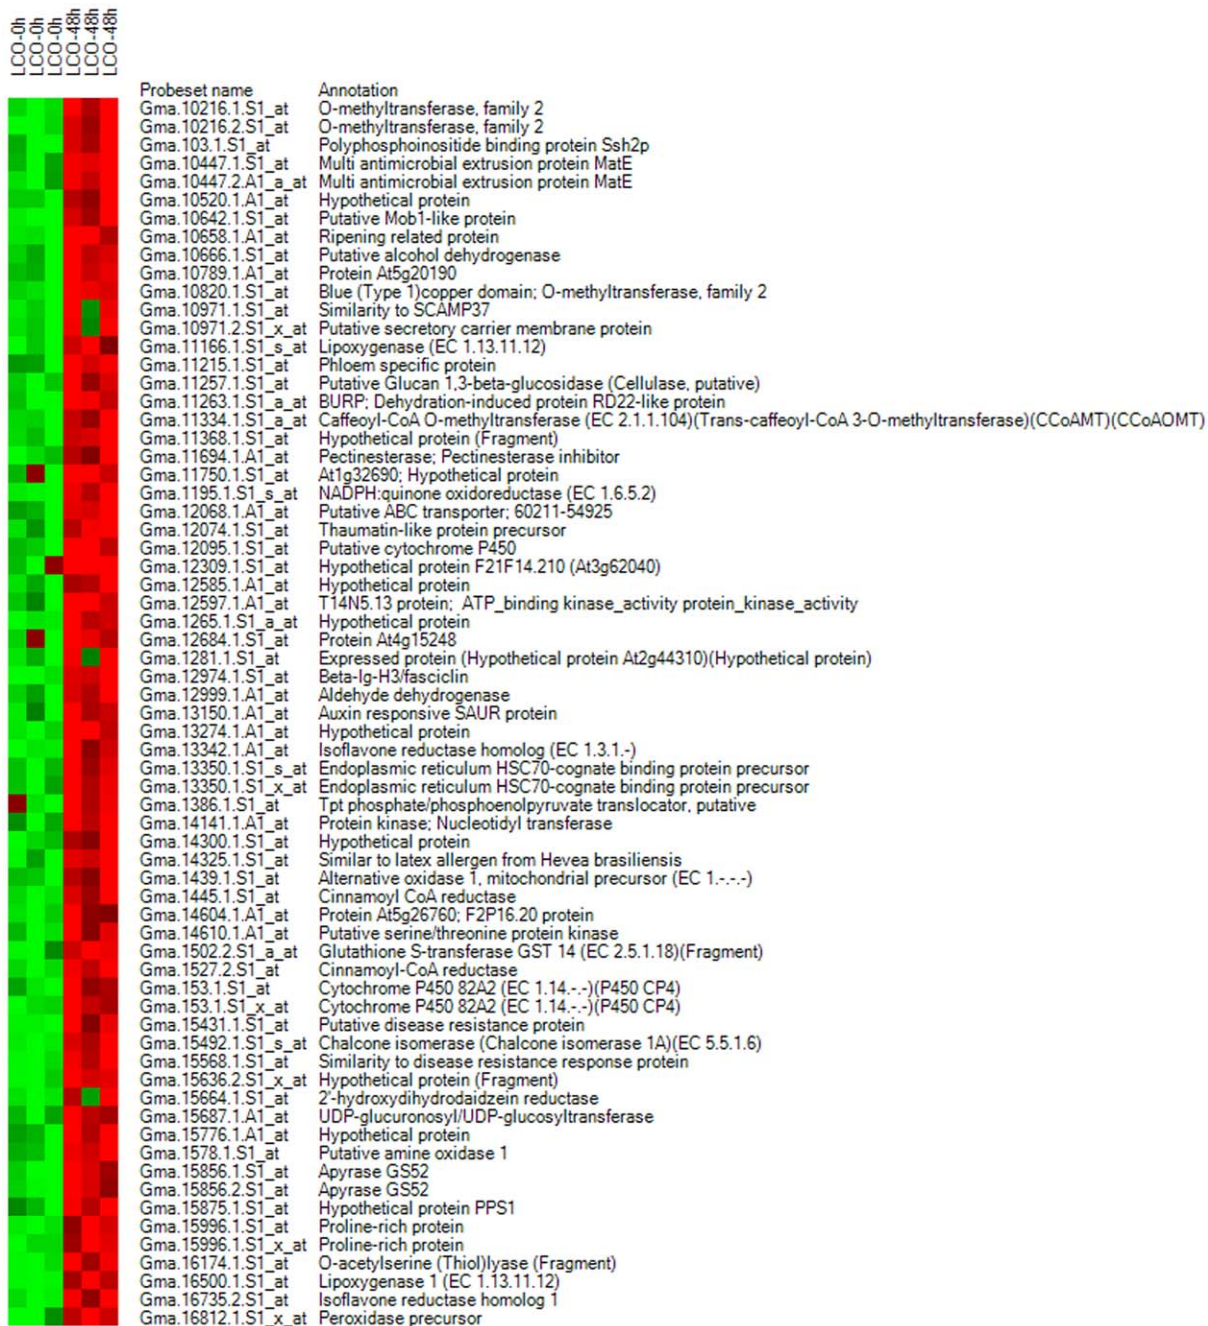 LCO-0h
LCO-0h
LCO-0h
LCO-48h
LCO-48h
LCO-48h
Probeset name Annotation
Gma.10216.1.S1_at O-methyltransferase, family 2
Gma.10216.2.S1_at O-methyltransferase, family 2
Gma.103.1.S1_at Polyphosphoinositide binding protein Ssh2p
Gma.10447.1.S1_at Multi antimicrobial extrusion protein MatE
Gma.10447.2.A1_a_at Multi antimicrobial extrusion protein MatE
Gma.10520.1.A1_at Hypothetical protein
Gma.10642.1.S1_at Putative Mob1-like protein
Gma.10658.1.A1_at Ripening related protein
Gma.10666.1.S1_at Putative alcohol dehydrogenase
Gma.10789.1.A1_at Protein At5g20190
Gma.10820.1.S1_at Blue (Type 1)copper domain; O-methyltransferase, family 2
Gma.10971.1.S1_at Similarity to SCAMP37
Gma.10971.2.S1_x_at Putative secretory carrier membrane protein
Gma.11166.1.S1_s_at Lipoxygenase (EC 1.13.11.12)
Gma.11215.1.S1_at Phloem specific protein
Gma.11257.1.S1_at Putative Glucan 1,3-beta-glucosidase (Cellulase, putative)
Gma.11263.1.S1_a_at BURP; Dehydration-induced protein RD22-like protein
Gma.11334.1.S1_a_at Caffeoyl-CoA O-methyltransferase (EC 2.1.1.104)(Trans-caffeoyl-CoA 3-O-methyltransferase)(CCoAMT)(CCoAOMT)
Gma.11368.1.S1_at Hypothetical protein (Fragment)
Gma.11694.1.A1_at Pectinesterase; Pectinesterase inhibitor
Gma.11750.1.S1_at At1g32690; Hypothetical protein
Gma.1195.1.S1_s_at NADPH:quinone oxidoreductase (EC 1.6.5.2)
Gma.12068.1.A1_at Putative ABC transporter; 60211-54925
Gma.12074.1.S1_at Thaumatin-like protein precursor
Gma.12095.1.S1_at Putative cytochrome P450
Gma.12309.1.S1_at Hypothetical protein F21F14.210 (At3g62040)
Gma.12585.1.A1_at Hypothetical protein
Gma.12597.1.A1_at T14N5.13 protein; ATP_binding kinase_activity protein_kinase_activity
Gma.1265.1.S1_a_at Hypothetical protein
Gma.12684.1.S1_at Protein At4g15248
Gma.1281.1.S1_at Expressed protein (Hypothetical protein At2g44310)(Hypothetical protein)
Gma.12974.1.S1_at Beta-Ig-H3/fasciclin
Gma.12999.1.A1_at Aldehyde dehydrogenase
Gma.13150.1.A1_at Auxin responsive SAUR protein
Gma.13274.1.A1_at Hypothetical protein
Gma.13342.1.A1_at Isoflavone reductase homolog (EC 1.3.1.-)
Gma.13350.1.S1_s_at Endoplasmic reticulum HSC70-cognate binding protein precursor
Gma.13350.1.S1_x_at Endoplasmic reticulum HSC70-cognate binding protein precursor
Gma.1386.1.S1_at Tpt phosphate/phosphoenolpyruvate translocator, putative
Gma.14141.1.A1_at Protein kinase; Nucleotidyl transferase
Gma.14300.1.S1_at Hypothetical protein
Gma.14325.1.S1_at Similar to latex allergen from Hevea brasiliensis
Gma.1439.1.S1_at Alternative oxidase 1, mitochondrial precursor (EC 1.-.-.-)
Gma.1445.1.S1_at Cinnamoyl CoA reductase
Gma.14604.1.A1_at Protein At5g26760; F2P16.20 protein
Gma.14610.1.A1_at Putative serine/threonine protein kinase
Gma.1502.2.S1_a_at Glutathione S-transferase GST 14 (EC 2.5.1.18)(Fragment)
Gma.1527.2.S1_at Cinnamoyl-CoA reductase
Gma.153.1.S1_at Cytochrome P450 82A2 (EC 1.14.-.-)(P450 CP4)
Gma.153.1.S1_x_at Cytochrome P450 82A2 (EC 1.14.-.-)(P450 CP4)
Gma.15431.1.S1_at Putative disease resistance protein
Gma.15492.1.S1_s_at Chalcone isomerase (Chalcone isomerase 1A)(EC 5.5.1.6)
Gma.15568.1.S1_at Similarity to disease resistance response protein
Gma.15636.2.S1_x_at Hypothetical protein (Fragment)
Gma.15664.1.S1_at 2'-hydroxydihydrodaidzein reductase
Gma.15687.1.A1_at UDP-glucuronosyl/UDP-glucosyltransferase
Gma.15776.1.A1_at Hypothetical protein
Gma.1578.1.S1_at Putative amine oxidase 1
Gma.15856.1.S1_at Apyrase GS52
Gma.15856.2.S1_at Apyrase GS52
Gma.15875.1.S1_at Hypothetical protein PPS1
Gma.15996.1.S1_at Proline-rich protein
Gma.15996.1.S1_x_at Proline-rich protein
Gma.16174.1.S1_at O-acetylserine (Thiol)lyase (Fragment)
Gma.16500.1.S1_at Lipoxygenase 1 (EC 1.13.11.12)
Gma.16735.2.S1_at Isoflavone reductase homolog 1
Gma.16812.1.S1_x_at Peroxidase precursor